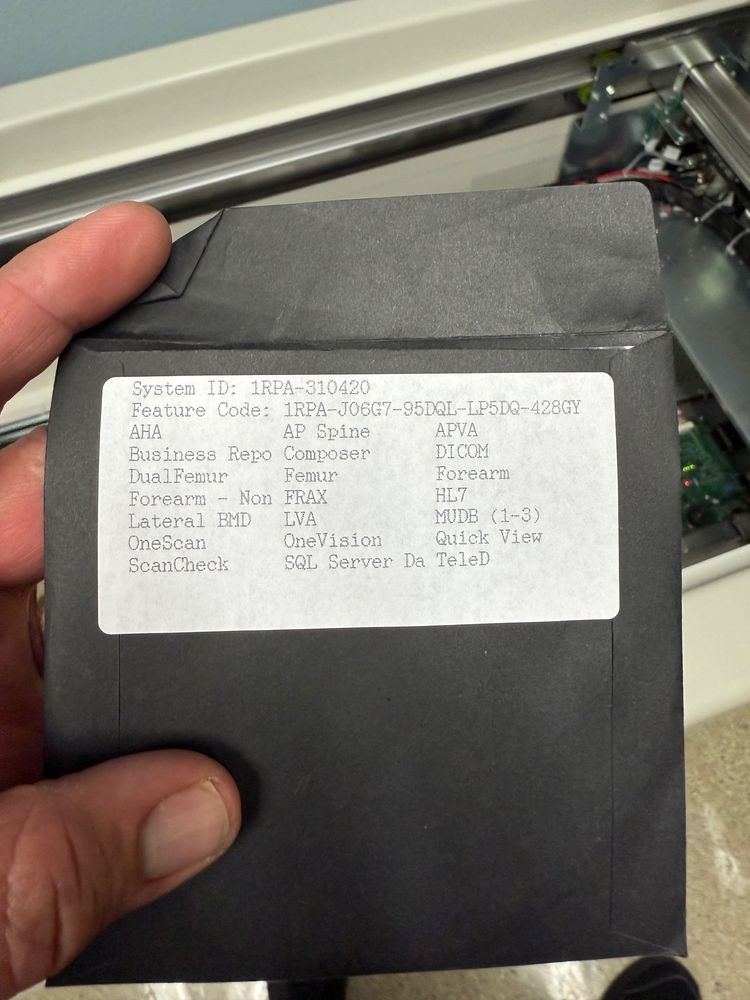 System ID: 1RPA-310420
Feature Code: 1RPA-J06G7-95DQL-LP5DQ-428GY
AHA AP Spine APVA
Business Repo Composer DICOM
DualFemur Femur Forearm
Forearm - Non FRAX HL7
Lateral BMD LVA MUDB (1-3)
OneScan OneVision Quick View
ScanCheck SQL Server Da TeleD